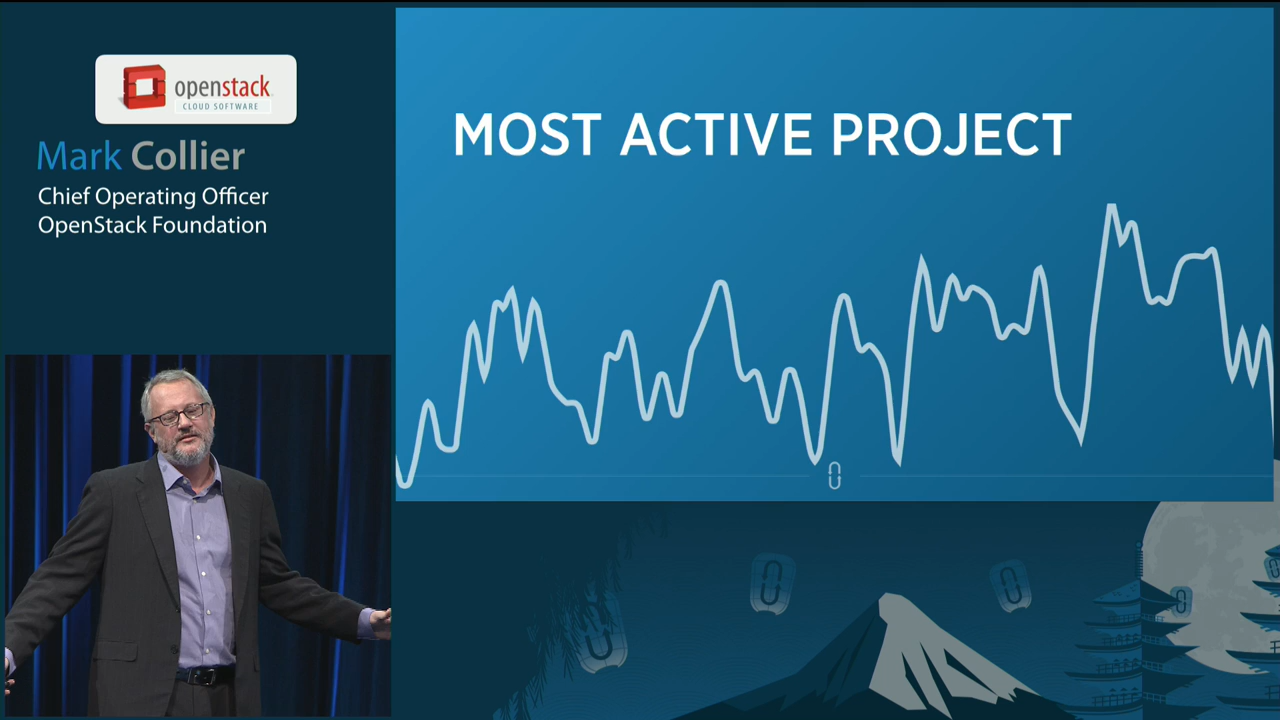 openstack
CLOUD SOFTWARE
Mark Collier
Chief Operating Officer
OpenStack Foundation
MOST ACTIVE PROJECT